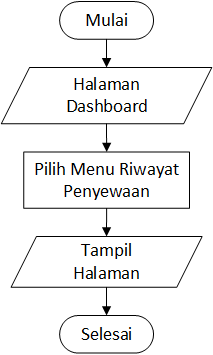 Mulai
Halaman
Dashboard
Pilih Menu Riwayat
Penyewaan
Tampil
Halaman
Selesai